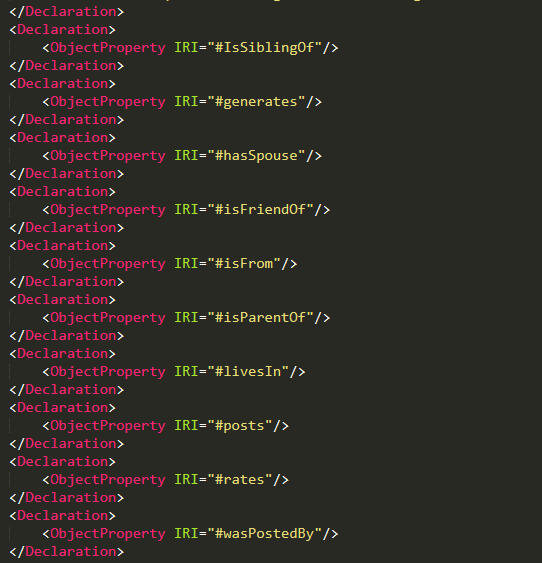 </Declaration>
<Declaration>
    <ObjectProperty IRI="#IsSiblingOf"/>
</Declaration>
<Declaration>
    <ObjectProperty IRI="#generates"/>
</Declaration>
<Declaration>
    <ObjectProperty IRI="#hasSpouse"/>
</Declaration>
<Declaration>
    <ObjectProperty IRI="#isFriendOf"/>
</Declaration>
<Declaration>
    <ObjectProperty IRI="#isFrom"/>
</Declaration>
<Declaration>
    <ObjectProperty IRI="#isParentOf"/>
</Declaration>
<Declaration>
    <ObjectProperty IRI="#livesIn"/>
</Declaration>
<Declaration>
    <ObjectProperty IRI="#posts"/>
</Declaration>
<Declaration>
    <ObjectProperty IRI="#rates"/>
</Declaration>
<Declaration>
    <ObjectProperty IRI="#wasPostedBy"/>
</Declaration>